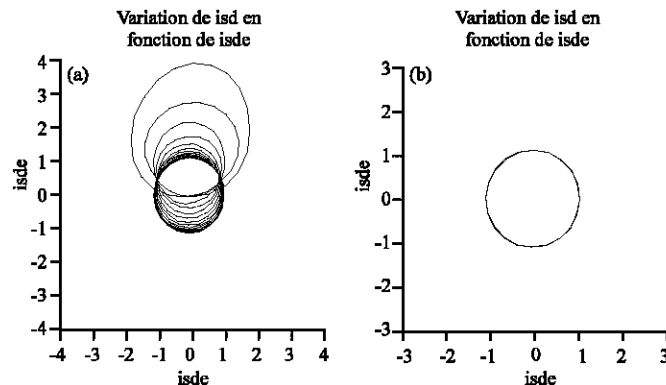 Variation de isd en
fonction de isde
(a)
4
3
2
1
0
-1
-2
-3
-4
isde
-4 -3 -2 -1 0 1 2 3 4
isde
Variation de isd en
fonction de isde
(b)
3
2
1
0
-1
-2
-3
isde
-3 -2 -1 0 1 2 3
isde